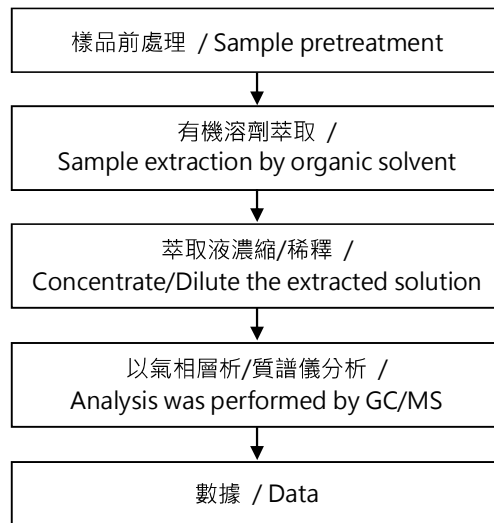 樣品前處理 / Sample pretreatment
有機溶劑萃取 /
Sample extraction by organic solvent
萃取液濃縮/稀釋 /
Concentrate/Dilute the extracted solution
以氣相層析/質譜儀分析 /
Analysis was performed by GC/MS
數據 / Data